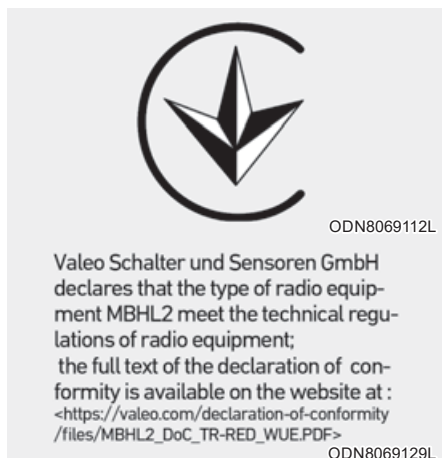 ODN8069112L
Valeo Schalter und Sensoren GmbH
declares that the type of radio equip-
ment MBHL2 meet the technical regu-
lations of radio equipment;
the full text of the declaration of con-
formity is available on the website at :
<https://valeo.com/declaration-of-conformity
/files/MBHL2_DoC_TR-RED_WUE.PDF>
ODN8069129L